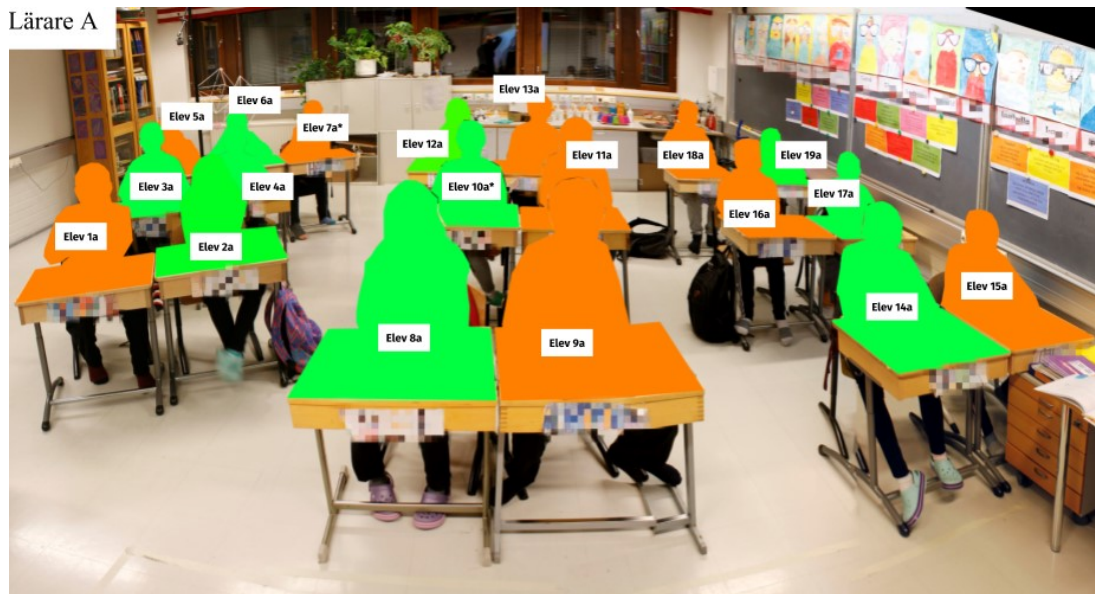 Lärare A
Elev 1a
Elev 2a
Elev 3a
Elev 4a
Elev 5a
Elev 6a
Elev 7a*
Elev 8a
Elev 9a
Elev 10a*
Elev 11a
Elev 12a
Elev 13a
Elev 14a
Elev 15a
Elev 16a
Elev 17a
Elev 18a
Elev 19a